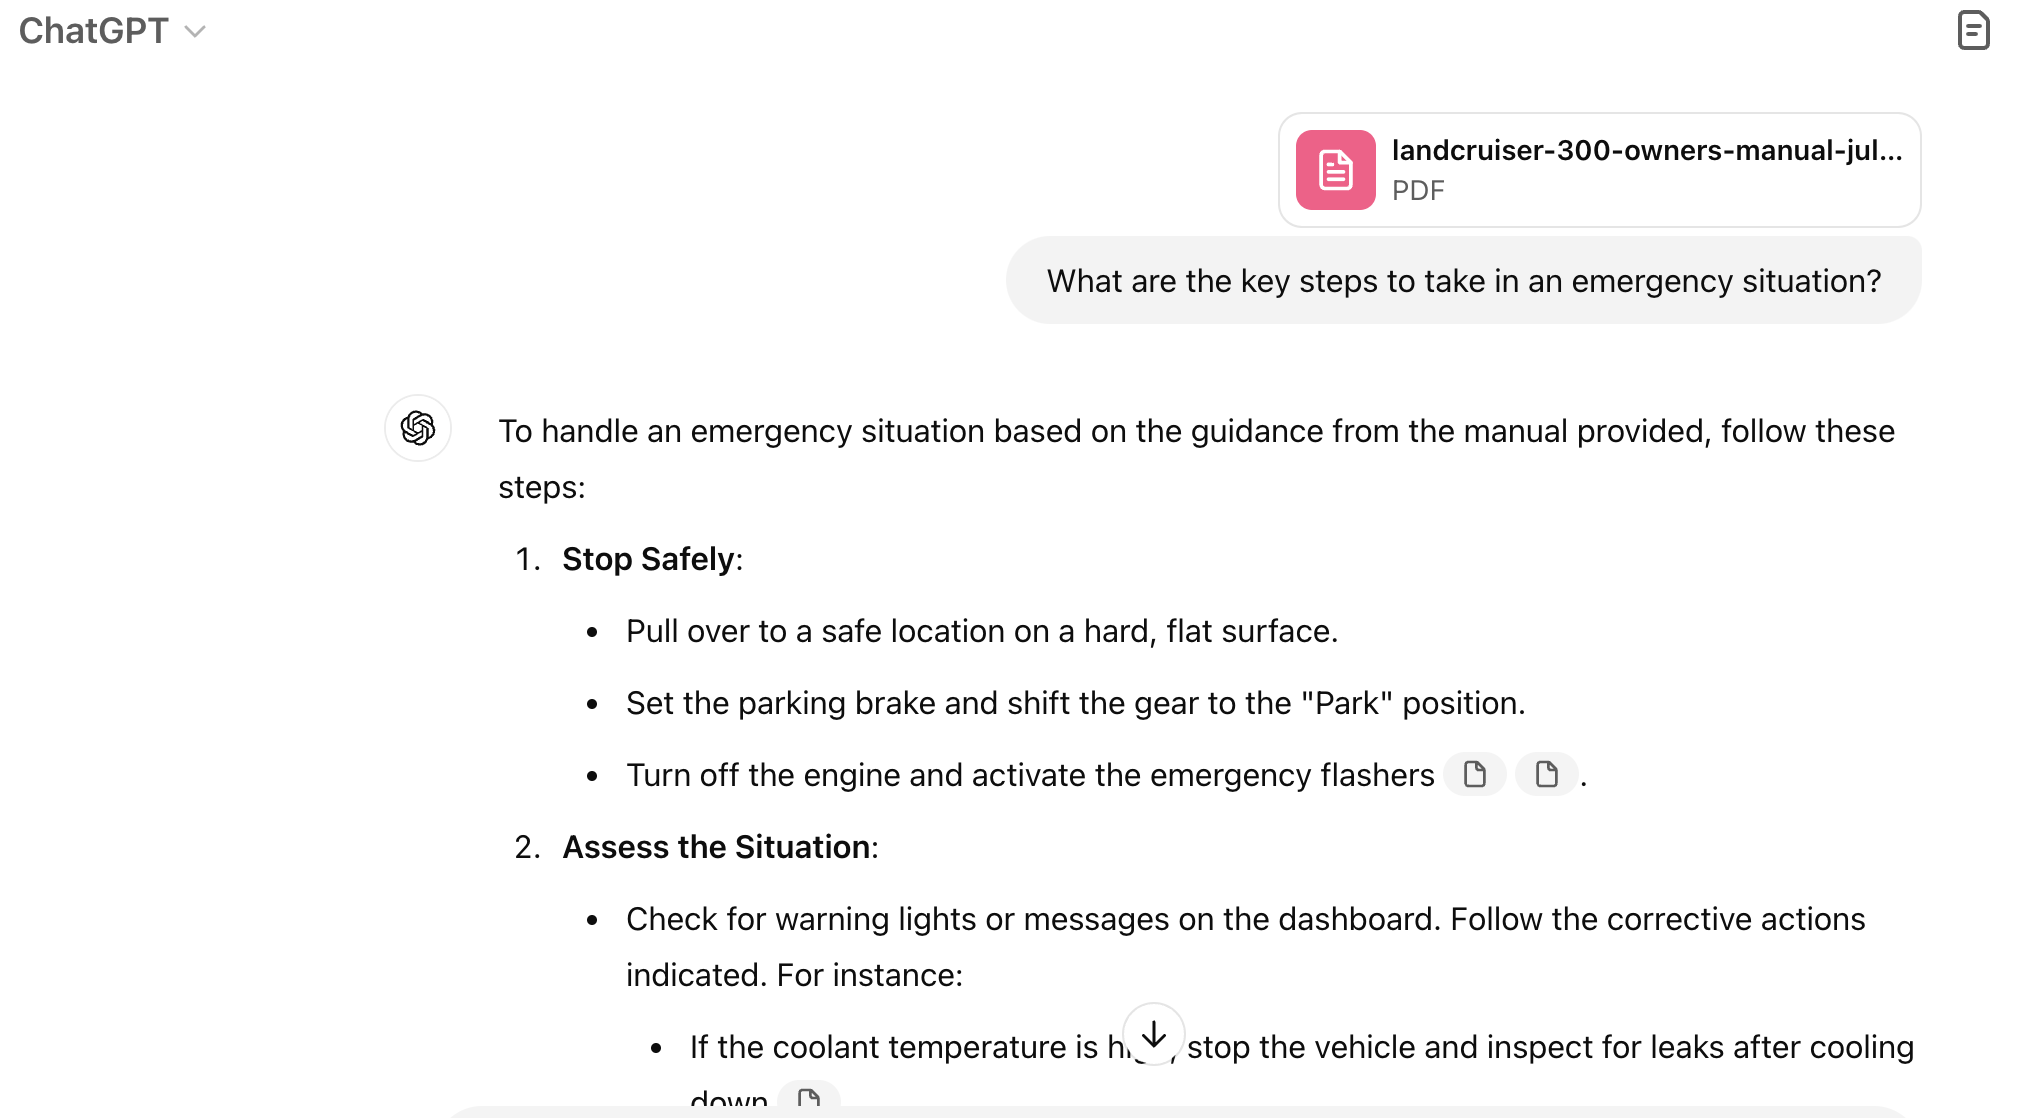 ChatGPT
landcruiser-300-owners-manual-jul...
PDF
What are the key steps to take in an emergency situation?
To handle an emergency situation based on the guidance from the manual provided, follow these
steps:
1. Stop Safely:
• Pull over to a safe location on a hard, flat surface.
• Set the parking brake and shift the gear to the "Park" position.
• Turn off the engine and activate the emergency flashers .
2. Assess the Situation:
• Check for warning lights or messages on the dashboard. Follow the corrective actions
indicated. For instance:
• If the coolant temperature is stop the vehicle and inspect for leaks after cooling
down